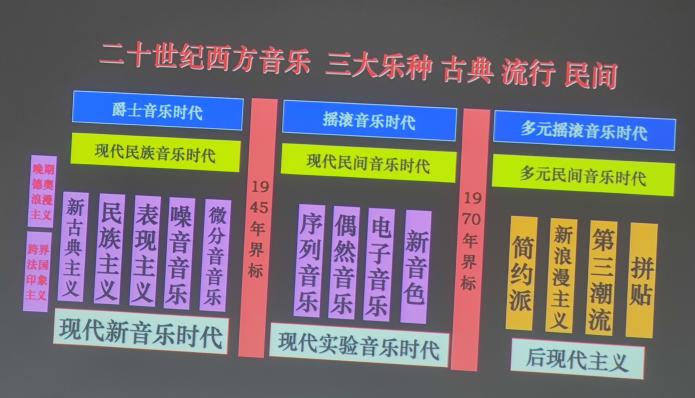 二十世纪西方音乐 三大乐种 古典 流行 民间
爵士音乐时代
摇滚音乐时代
多元摇滚音乐时代
现代民族音乐时代
现代民间音乐时代
多元民间音乐时代
晚期
德奥
浪漫
主义
跨界
法国
印象
主义
新古典主义
民族主义
表现主义
噪音音乐
微分音音乐
1945年界标
序列音乐
偶然音乐
电子音乐
新音色
1970年界标
简约派
新浪漫主义
第三潮流
拼贴
现代新音乐时代
现代实验音乐时代
后现代主义